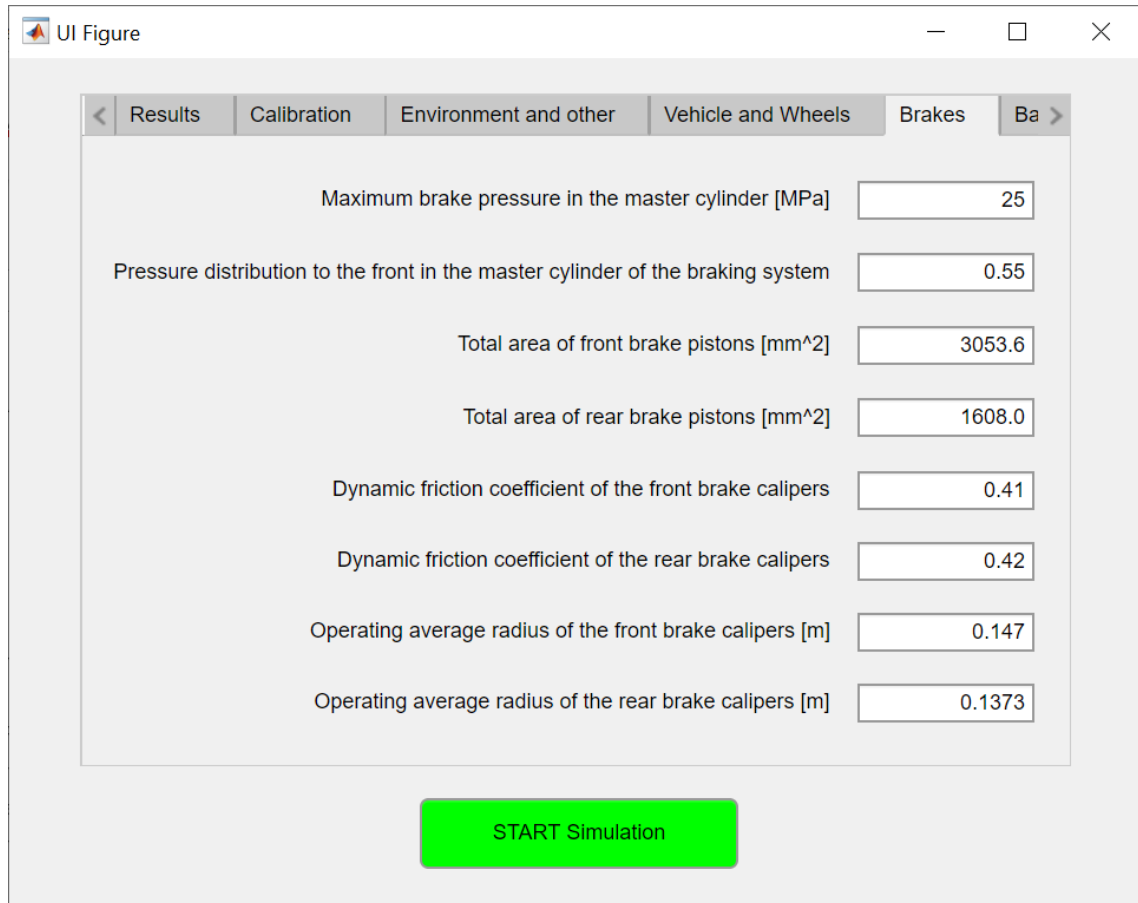 UI Figure
Results Calibration Environment and other Vehicle and Wheels Brakes Ba
Maximum brake pressure in the master cylinder [MPa] 25
Pressure distribution to the front in the master cylinder of the braking system 0.55
Total area of front brake pistons [mm^2] 3053.6
Total area of rear brake pistons [mm^2] 1608.0
Dynamic friction coefficient of the front brake calipers 0.41
Dynamic friction coefficient of the rear brake calipers 0.42
Operating average radius of the front brake calipers [m] 0.147
Operating average radius of the rear brake calipers [m] 0.1373
START Simulation